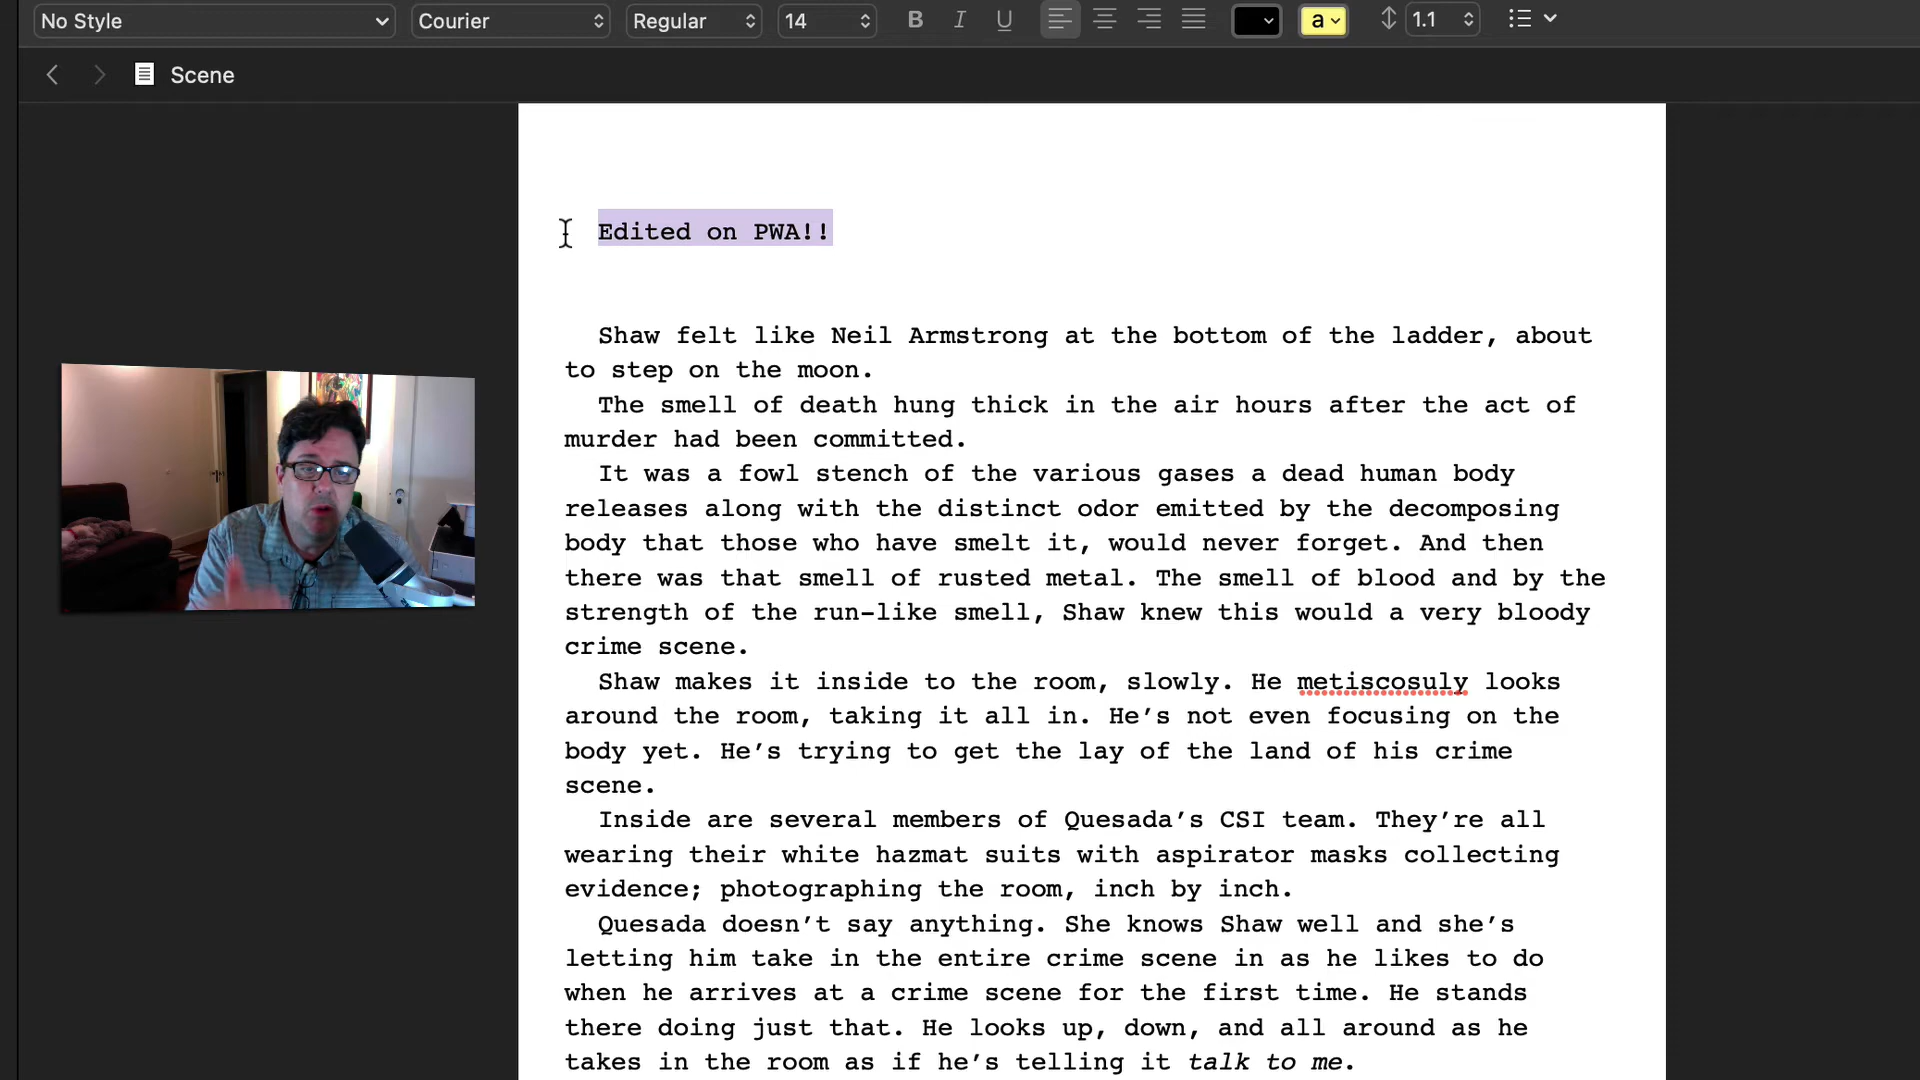 No Style
Courier
Regular
14
B I U
a
1.1
Scene
Edited on PWA!!
Shaw felt like Neil Armstrong at the bottom of the ladder, about
to step on the moon.
The smell of death hung thick in the air hours after the act of
murder had been committed.
It was a fowl stench of the various gases a dead human body
releases along with the distinct odor emitted by the decomposing
body that those who have smelt it, would never forget. And then
there was that smell of rusted metal. The smell of blood and by the
strength of the run-like smell, Shaw knew this would a very bloody
crime scene.
Shaw makes it inside to the room, slowly. He metiscosuly looks
around the room, taking it all in. He’s not even focusing on the
body yet. He’s trying to get the lay of the land of his crime
scene.
Inside are several members of Quesada’s CSI team. They’re all
wearing their white hazmat suits with aspirator masks collecting
evidence; photographing the room, inch by inch.
Quesada doesn’t say anything. She knows Shaw well and she’s
letting him take in the entire crime scene in as he likes to do
when he arrives at a crime scene for the first time. He stands
there doing just that. He looks up, down, and all around as he
takes in the room as if he’s telling it talk to me.